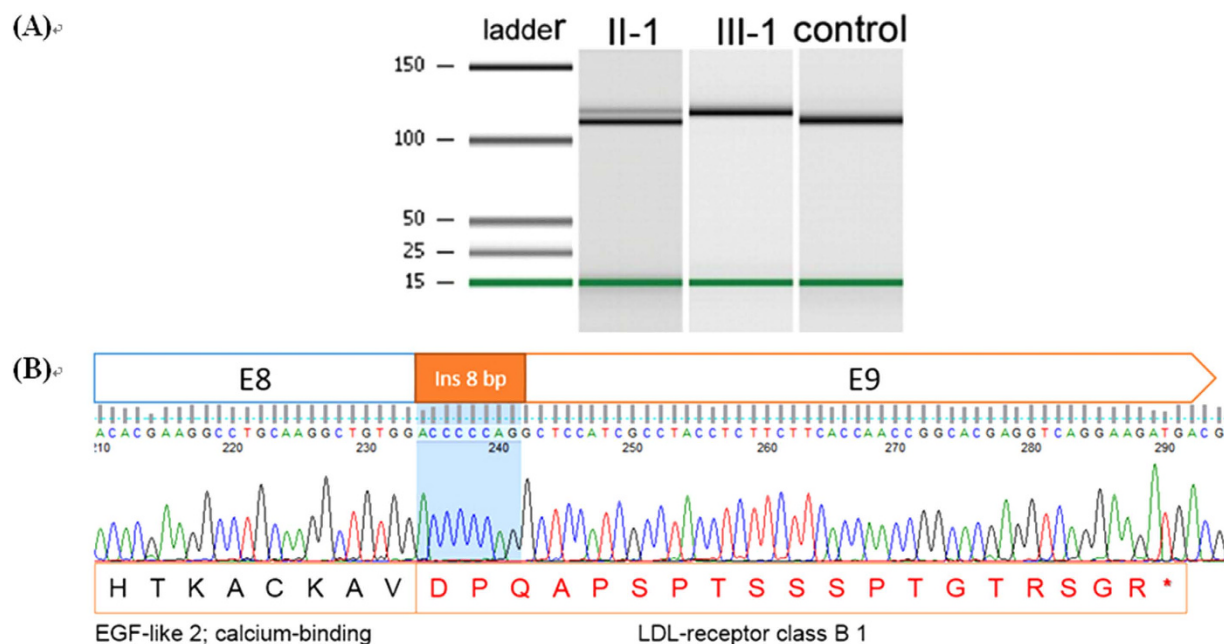 (A)
ladder II-1 III-1 control
150
100
50
25
15
(B)
E8 Ins 8 bp E9
ACACGAAGGCCTGCAAGGCTGTGGACCCCCAGGCTCCATCGCCTACCTCTTCTTCACCAACCGGCACGAGGTCAGGAAGATGACG
210 220 230 240 250 260 270 280 290
H T K A C K A V D P Q A P S P T S S S P T G T R S G R *
EGF-like 2; calcium-binding LDL-receptor class B 1